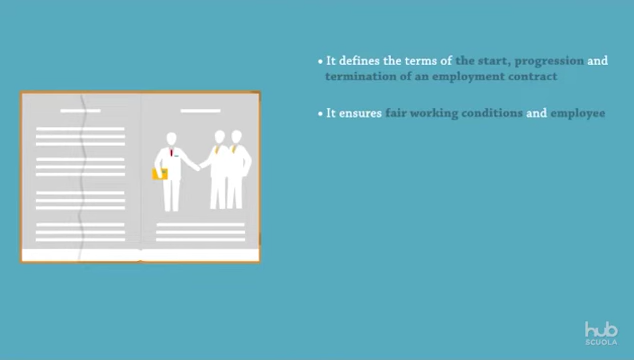 • It defines the terms of the start, progression and
termination of an employment contract
• It ensures fair working conditions and employee
hub
SCUOLA